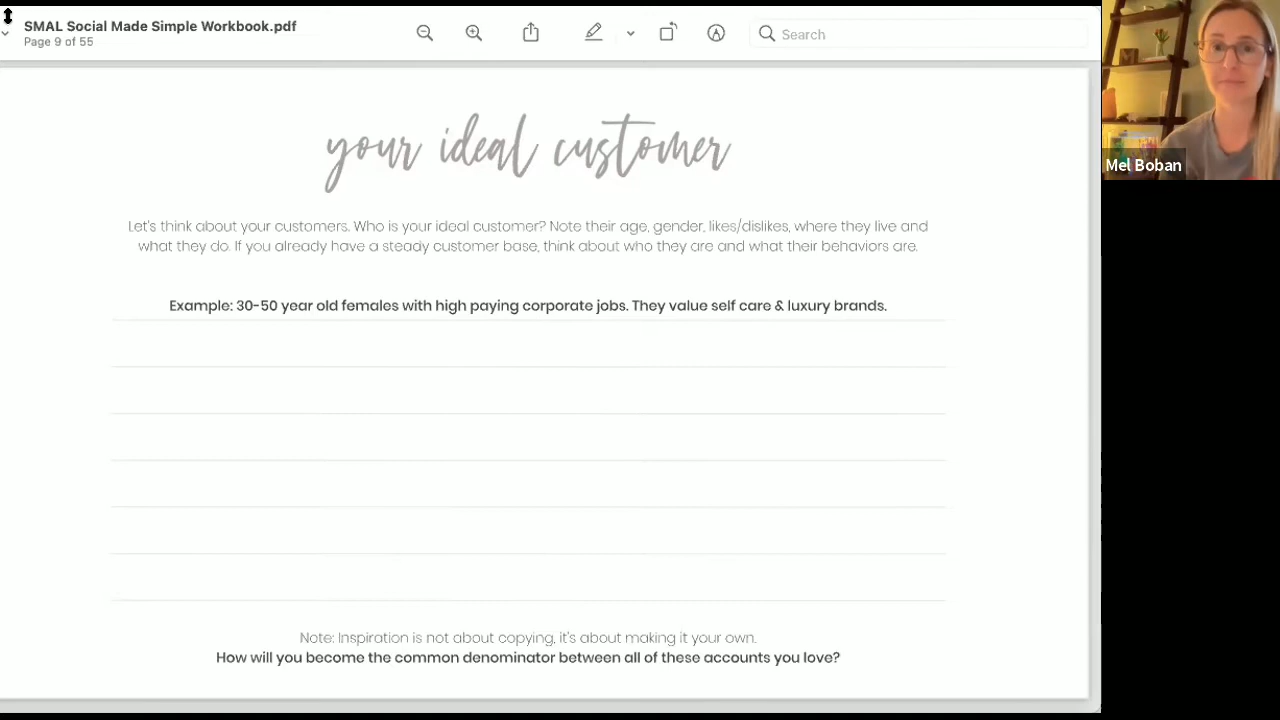 SMAL Social Made Simple Workbook.pdf
Page 9 of 55
Search
Mel Boban
your ideal customer
Let's think about your customers. Who is your ideal customer? Note their age, gender, likes/dislikes, where they live and
what they do. If you already have a steady customer base, think about who they are and what their behaviors are.
Example: 30-50 year old females with high paying corporate jobs. They value self care & luxury brands.
Note: Inspiration is not about copying, it's about making it your own.
How will you become the common denominator between all of these accounts you love?